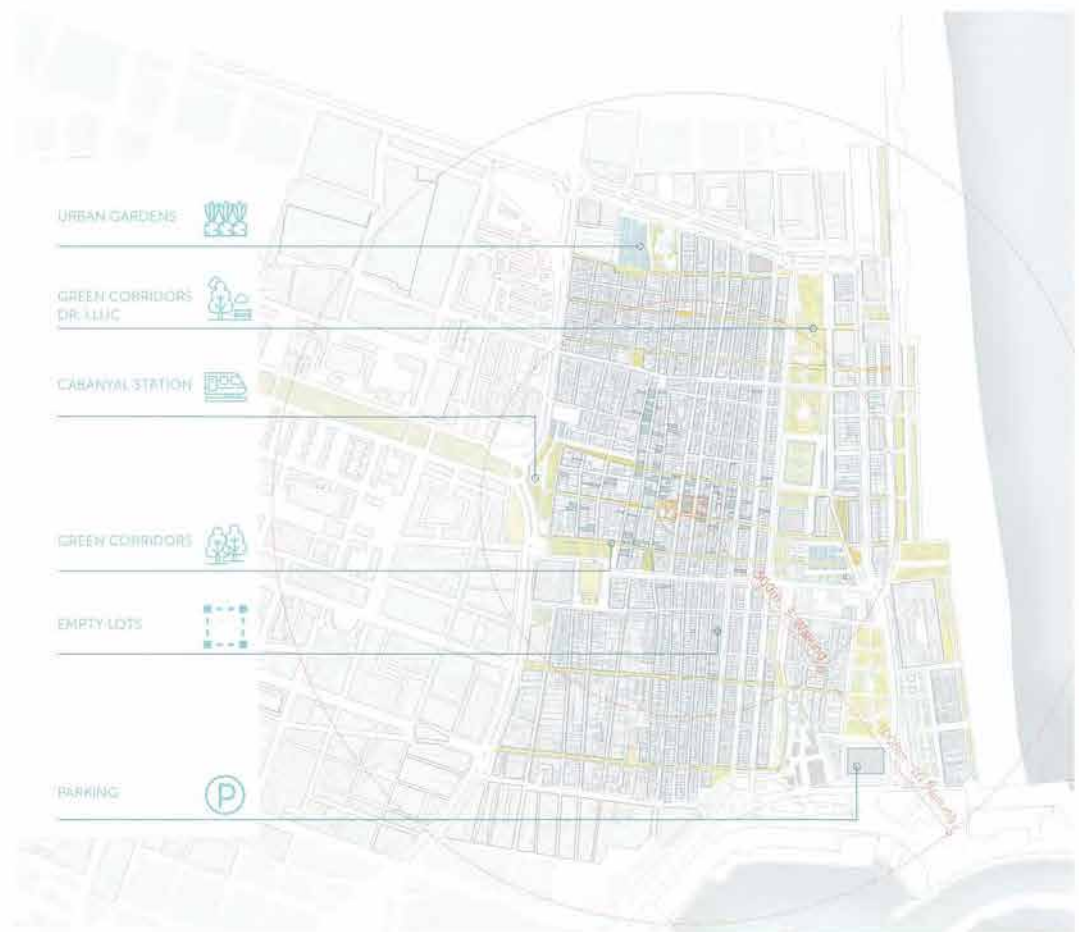 URBAN GARDENS
GREEN CORRIDORS
DR. LLUC
CABANYAL STATION
GREEN CORRIDORS
EMPTY LOTS
PARKING
P